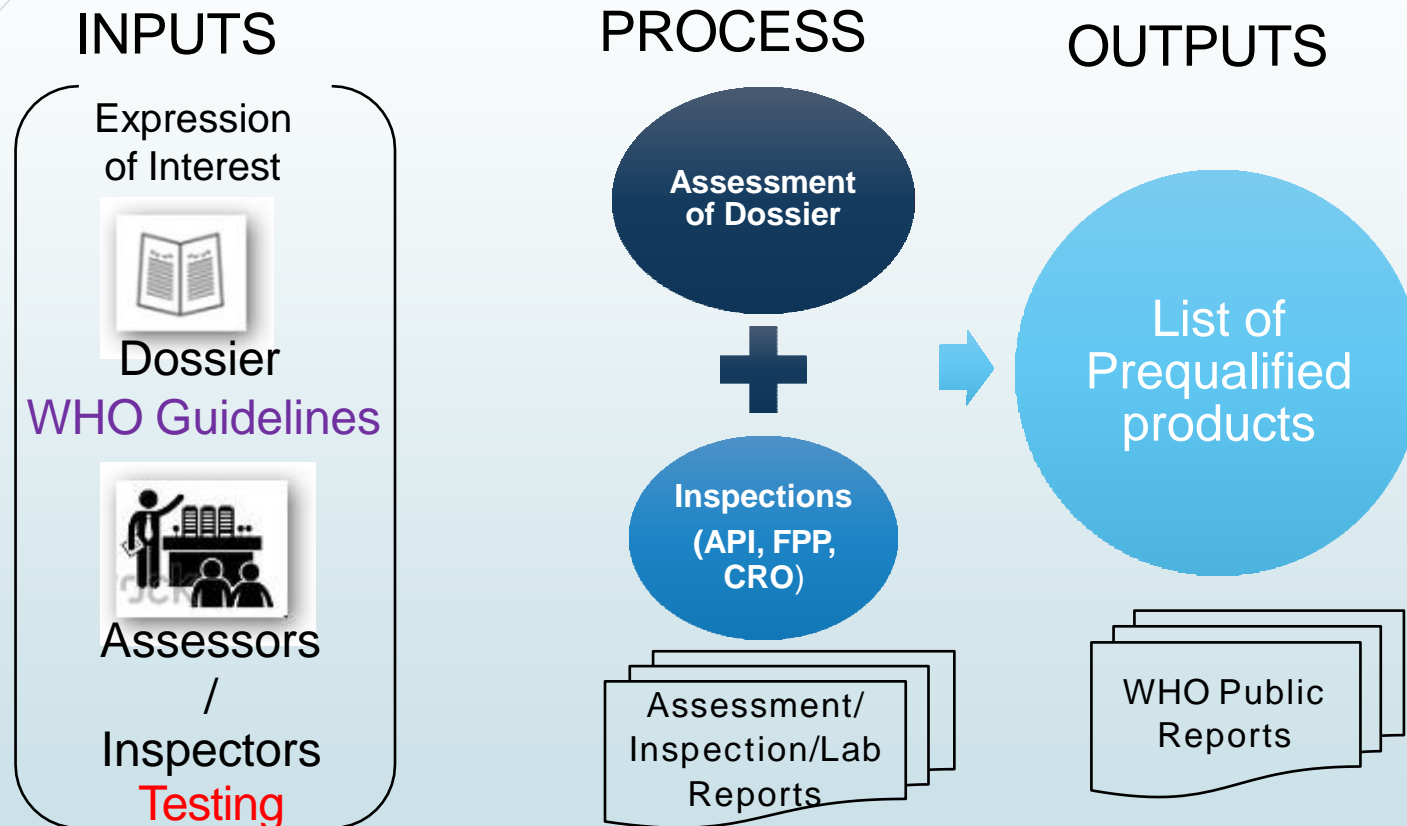 INPUTS
Expression
of Interest
Dossier
WHO Guidelines
Assessors
/
Inspectors
Testing
PROCESS
Assessment
of Dossier
Inspections
(API, FPP,
CRO)
Assessment/
Inspection/Lab
Reports
OUTPUTS
List of
Prequalified
products
WHO Public
Reports